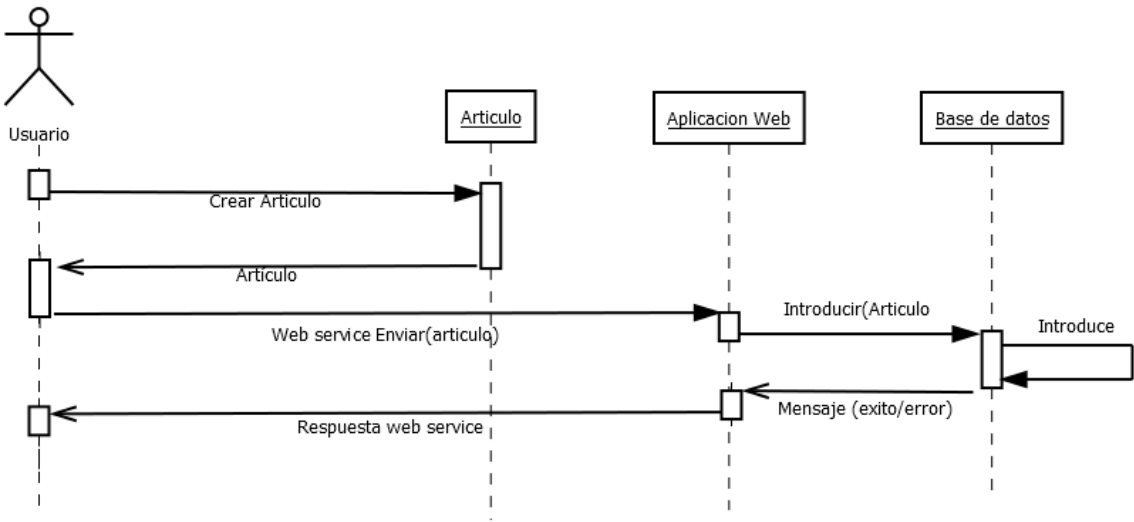 Usuario
Articulo
Aplicacion Web
Base de datos
Crear Articulo
Artículo
Web service Enviar(articulo)
Introducir(Articulo
Introduce
Mensaje (exito/error)
Respuesta web service